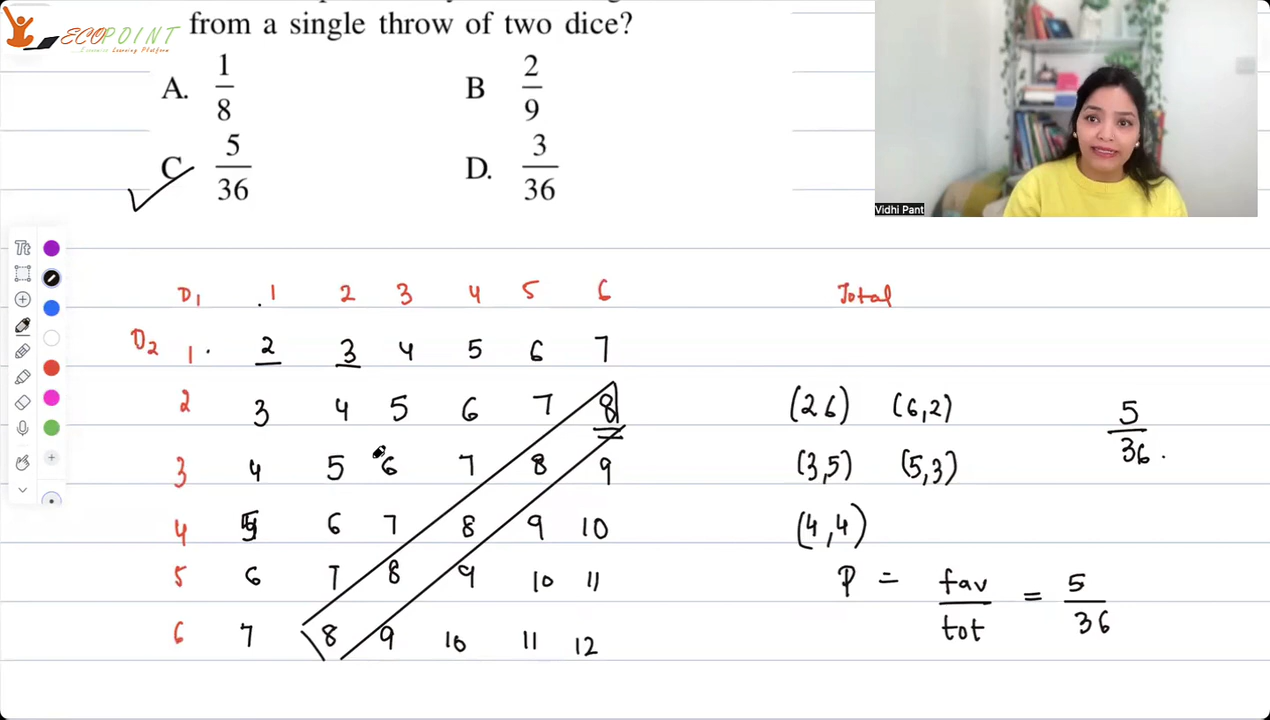 from a single throw of two dice?
ECOPOINT
Economics Learning Platform
A. 1/8 B 2/9
C 5/36 D. 3/36
Vidhi Pant
Tt
D1 1 2 3 4 5 6 Total
D2 1 2 3 4 5 6 7
2 3 4 5 6 7 8 (2 6) (6,2) 5/36
3 4 5 6 7 8 9 (3,5) (5,3)
4 5 6 7 8 9 10 (4,4)
5 6 7 8 9 10 11 P = fav/tot = 5/36
6 7 8 9 10 11 12